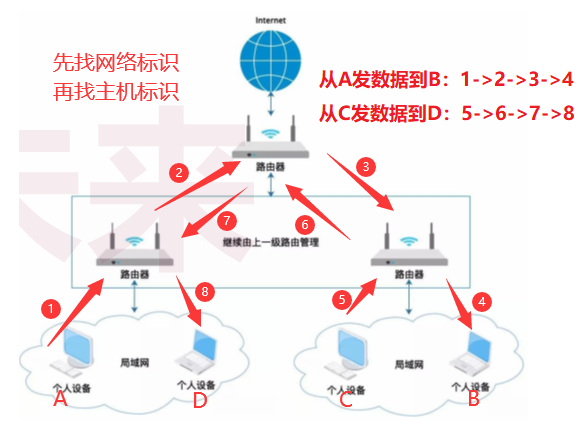 Internet
先找网络标识
再找主机标识
从A发数据到B：1->2->3->4
从C发数据到D：5->6->7->8
路由器
2
3
7
6
继续由上一级路由管理
路由器
路由器
1
8
5
4
局域网
局域网
个人设备
个人设备
个人设备
个人设备
A
D
C
B
未来